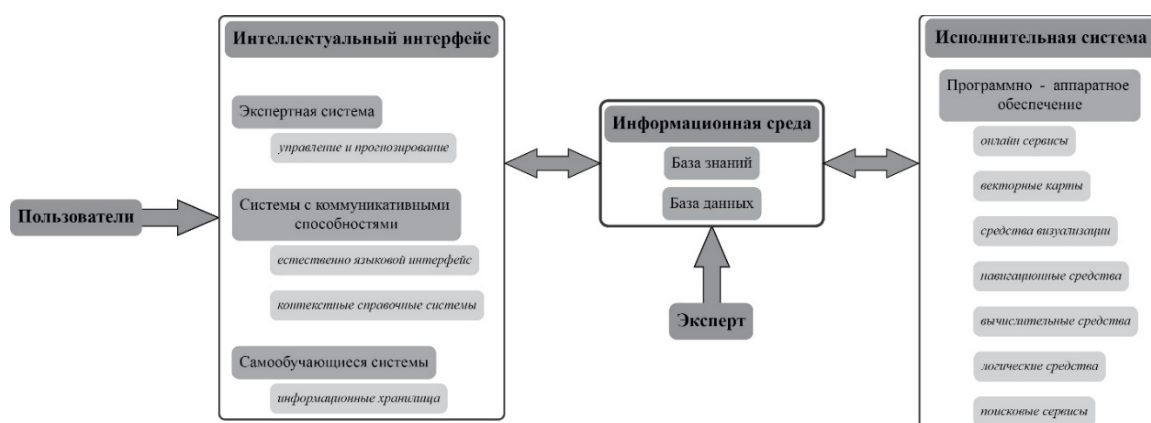 Пользователи
Интеллектуальный интерфейс
Экспертная система
управление и прогнозирование
Системы с коммуникативными
способностями
естественно языковой интерфейс
контекстные справочные системы
Самообучающиеся системы
информационные хранилища
Информационная среда
База знаний
База данных
Эксперт
Исполнительная система
Программно - аппаратное
обеспечение
онлайн сервисы
векторные карты
средства визуализации
навигационные средства
вычислительные средства
логические средства
поисковые сервисы